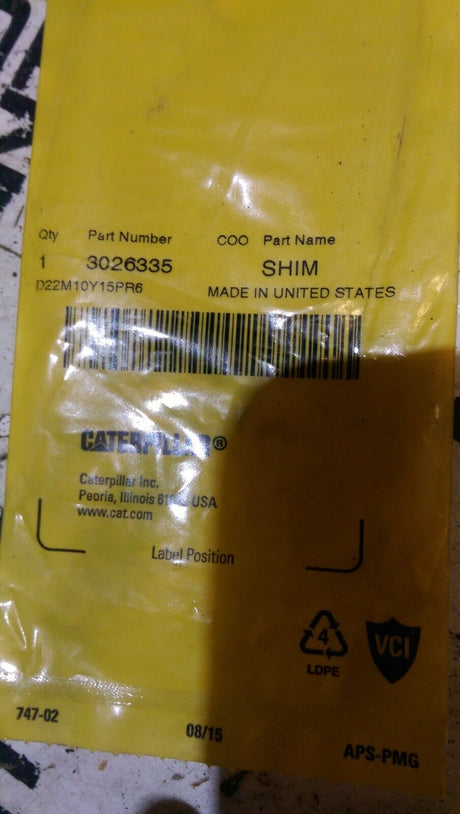 Qty Part Number COO Part Name
1 3026335 SHIM
D22M10Y15PR6 MADE IN UNITED STATES
CATERPILLAR®
Caterpillar Inc.
Peoria, Illinois USA
www.cat.com
Label Position
4
LDPE
VCI
747-02
08/15
APS-PMG